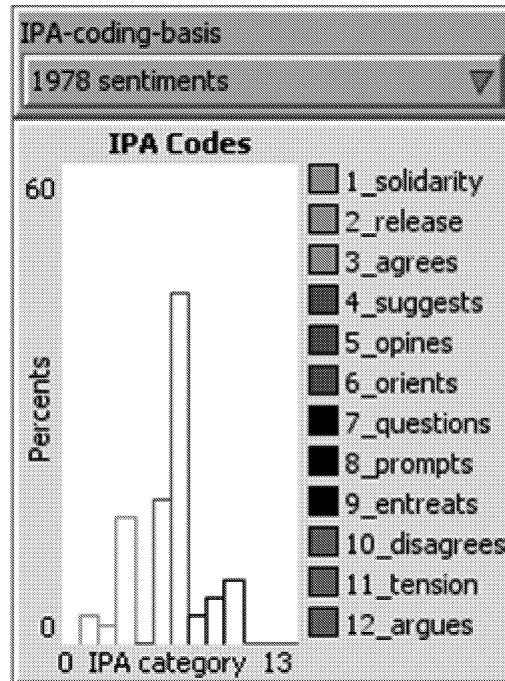 IPA-coding-basis
1978 sentiments
IPA Codes
60
Percents
0
0 IPA category 13
1_solidarity
2_release
3_agrees
4_suggests
5_opines
6_orients
7_questions
8_prompts
9_entreats
10_disagrees
11_tension
12_argues